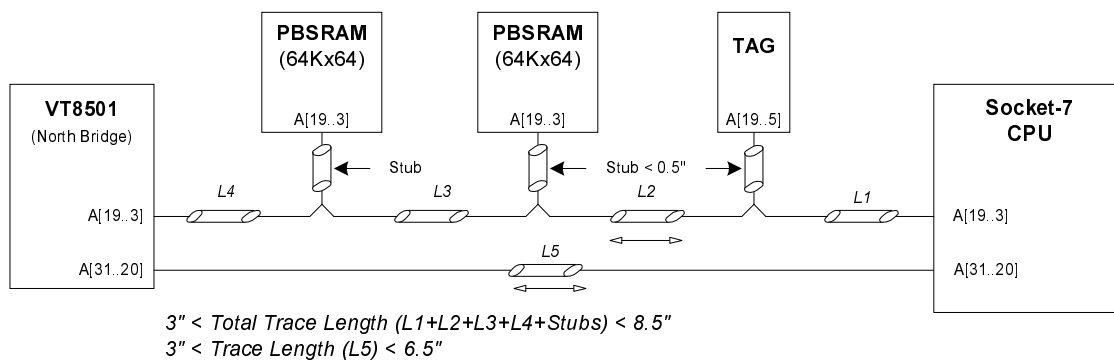 PBSRAM
(64Kx64)
A[19..3]
PBSRAM
(64Kx64)
A[19..3]
TAG
A[19..5]
VT8501
(North Bridge)
A[19..3]
A[31..20]
Socket-7
CPU
A[19..3]
A[31..20]
Stub
Stub < 0.5"
L4
L3
L2
L1
L5
3" < Total Trace Length (L1+L2+L3+L4+Stubs) < 8.5"
3" < Trace Length (L5) < 6.5"